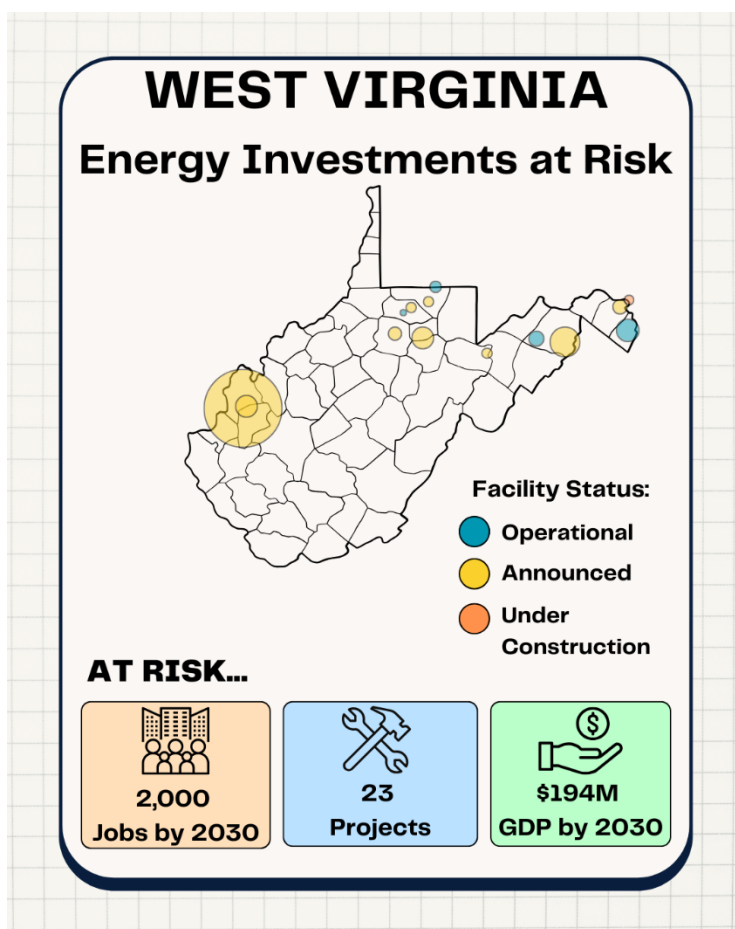 WEST VIRGINIA
Energy Investments at Risk
Facility Status:
Operational
Announced
Under
Construction
AT RISK...
2,000
Jobs by 2030
23
Projects
$
$194M
GDP by 2030